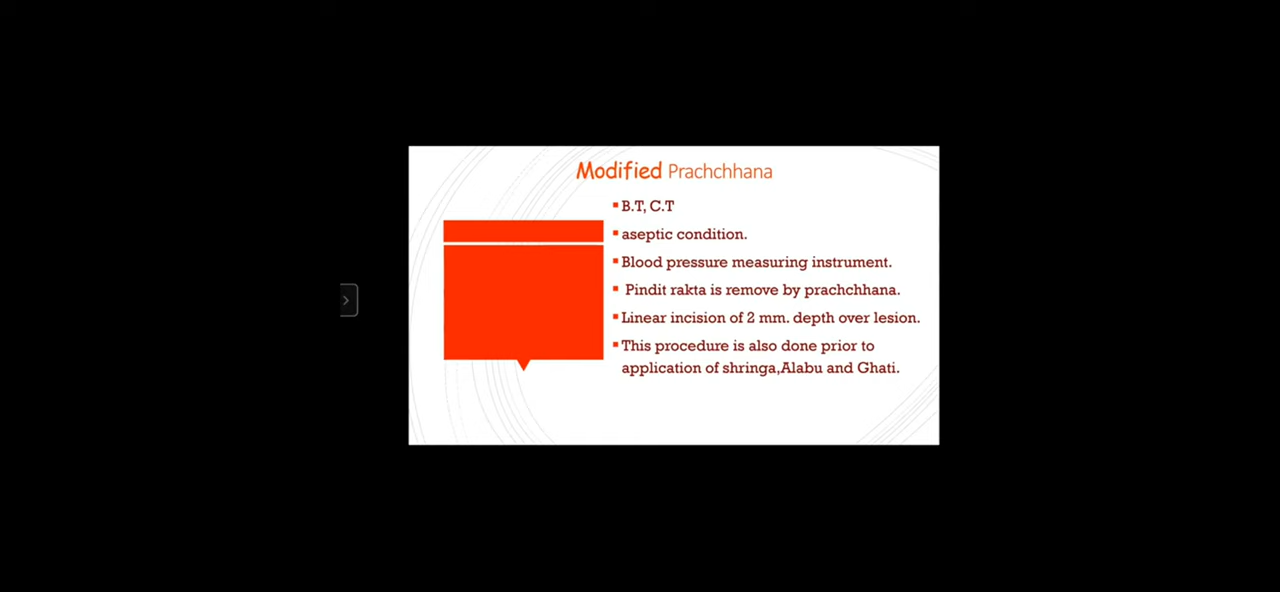 Modified Prachchhana
▪ B.T, C.T
▪ aseptic condition.
▪ Blood pressure measuring instrument.
▪ Pindit rakta is remove by prachchhana.
▪ Linear incision of 2 mm. depth over lesion.
▪ This procedure is also done prior to
application of shringa,Alabu and Ghati.